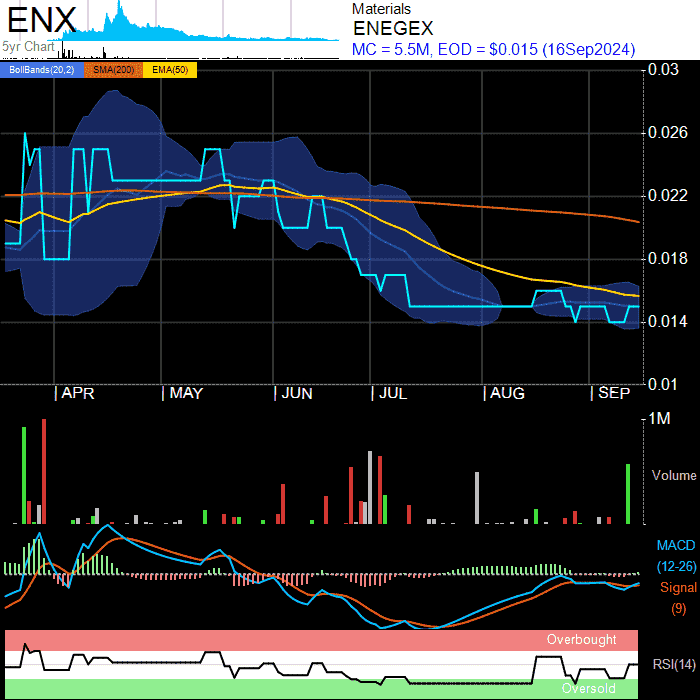 ENX
5yr Chart
Materials
ENEGEX
MC = 5.5M, EOD = $0.015 (16Sep2024)
BollBands(20,2) SMA(200) EMA(50)
0.03
0.026
0.022
0.018
0.014
0.01
APR MAY JUN JUL AUG SEP
1M
Volume
MACD
(12-26)
Signal
(9)
Overbought
RSI(14)
Oversold